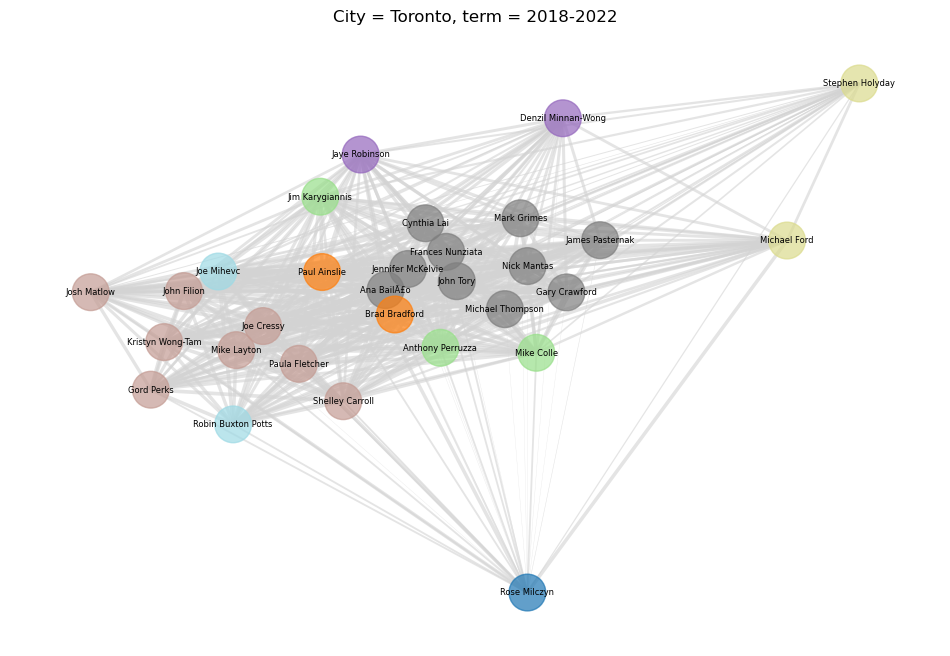 City = Toronto, term = 2018-2022
Stephen Holyday
Denzil Minnan-Wong
Jaye Robinson
Jim Karygiannis
Mark Grimes
Cynthia Lai
James Pasternak
Michael Ford
Frances Nunziata
Nick Mantas
Jennifer McKelvie
Joe Mihevc
Paul Ainslie
John Tory
Ana BailÃ£o
John Filion
Josh Matlow
Gary Crawford
Michael Thompson
Brad Bradford
Joe Cressy
Kristyn Wong-Tam
Anthony Perruzza
Mike Layton
Mike Colle
Paula Fletcher
Gord Perks
Shelley Carroll
Robin Buxton Potts
Rose Milczyn